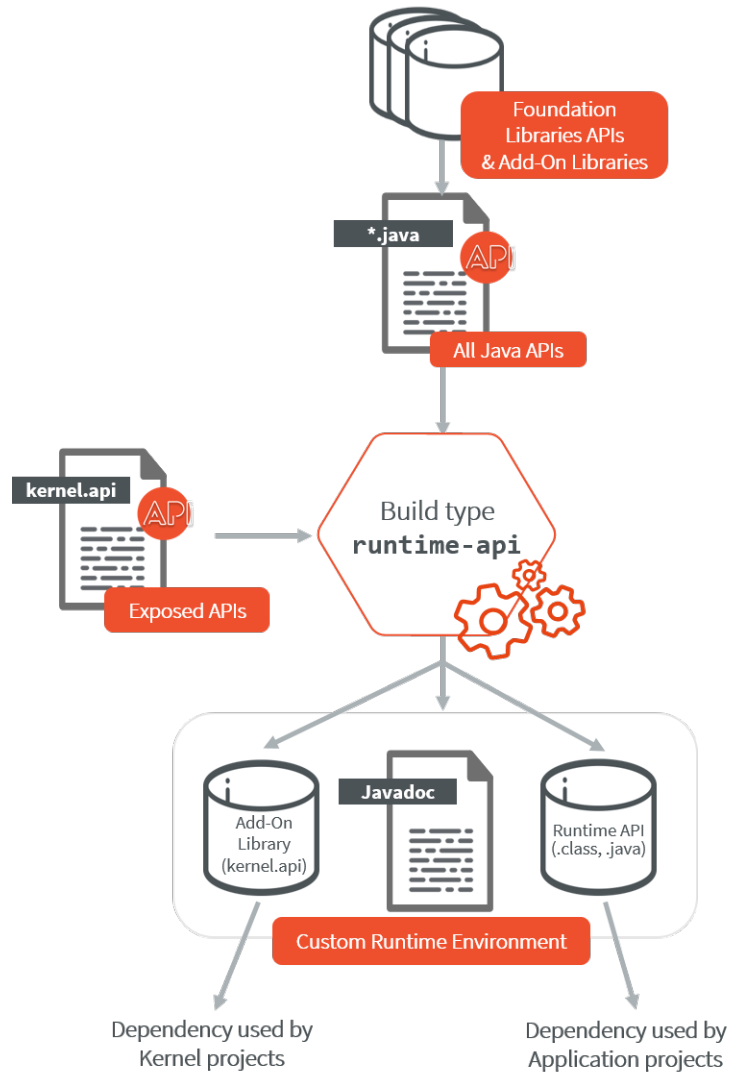 Foundation
Libraries APIs
& Add-On Libraries
*.java
API
All Java APIs
kernel.api
API
Exposed APIs
Build type
runtime-api
Add-On
Library
(kernel.api)
Javadoc
Runtime API
(.class, .java)
Custom Runtime Environment
Dependency used by
Kernel projects
Dependency used by
Application projects